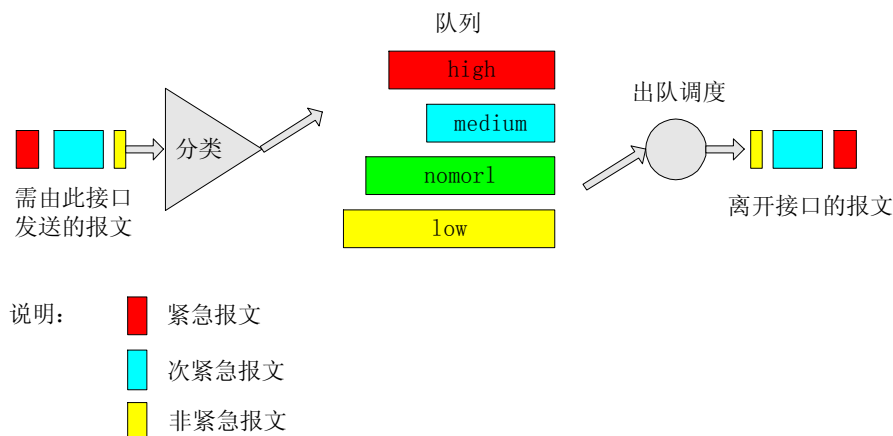 队列
high
medium
nomorl
low
分类
出队调度
需由此接口
发送的报文
离开接口的报文
说明:
紧急报文
次紧急报文
非紧急报文